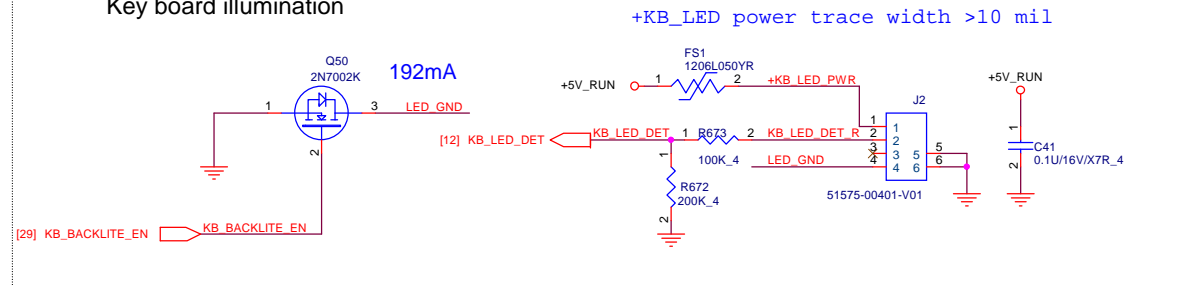 Key board illumination
+KB_LED power trace width >10 mil
Q50
2N7002K
192mA
1
3
LED_GND
2
[29] KB_BACKLITE_EN
KB_BACKLITE_EN
FS1
1206L050YR
+5V_RUN
1
2
+KB_LED_PWR
[12] KB_LED_DET
KB_LED_DET
1
R673
2
KB_LED_DET_R
100K_4
LED_GND
1
R672
200K_4
2
J2
1
2
3
4
1
2
3
4
5
6
5
6
51575-00401-V01
+5V_RUN
1
C41
0.1U/16V/X7R_4
2